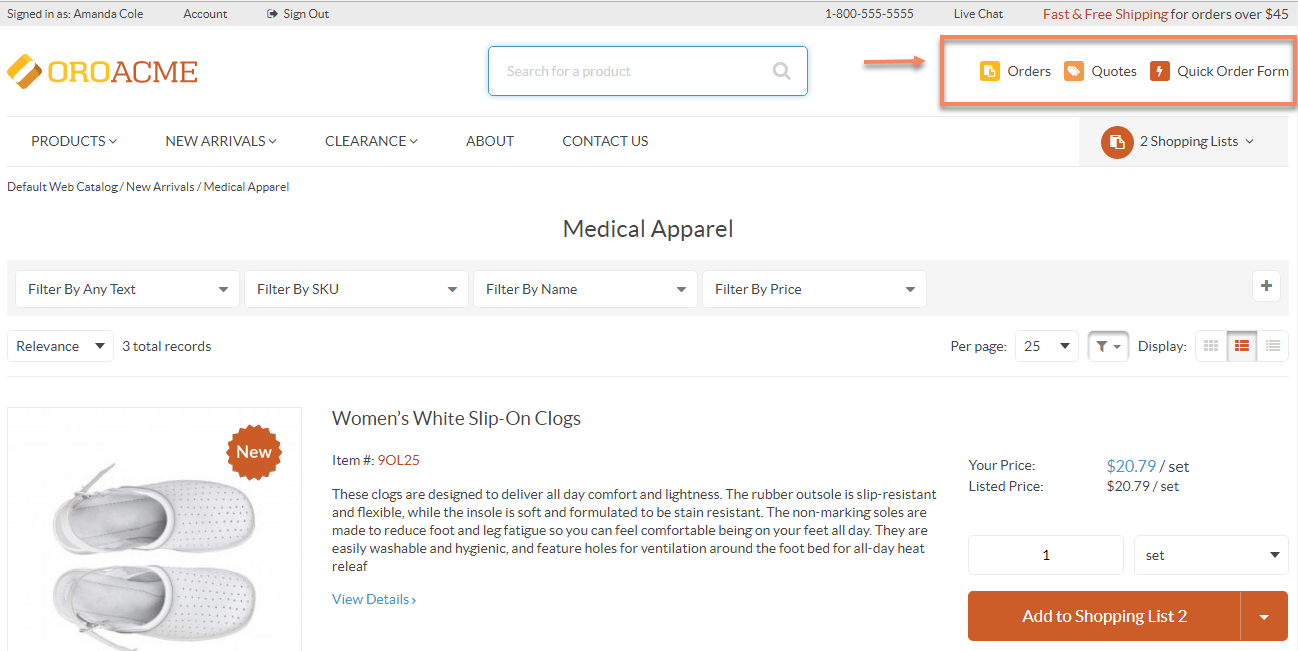 Signed in as: Amanda Cole Account Sign Out 1-800-555-5555 Live Chat Fast & Free Shipping for orders over $45
OROACME Search for a product Orders Quotes Quick Order Form
PRODUCTS NEW ARRIVALS CLEARANCE ABOUT CONTACT US 2 Shopping Lists
Default Web Catalog / New Arrivals / Medical Apparel
Medical Apparel
Filter By Any Text Filter By SKU Filter By Name Filter By Price +
Relevance 3 total records Per page: 25 Display:
New
Women’s White Slip-On Clogs
Item #: 9OL25
These clogs are designed to deliver all day comfort and lightness. The rubber outsole is slip-resistant
and flexible, while the insole is soft and formulated to be stain resistant. The non-marking soles are
made to reduce foot and leg fatigue so you can feel comfortable being on your feet all day. They are
easily washable and hygienic, and feature holes for ventilation around the foot bed for all-day heat
releaf
View Details ›
Your Price: $20.79 / set
Listed Price: $20.79 / set
1 set
Add to Shopping List 2